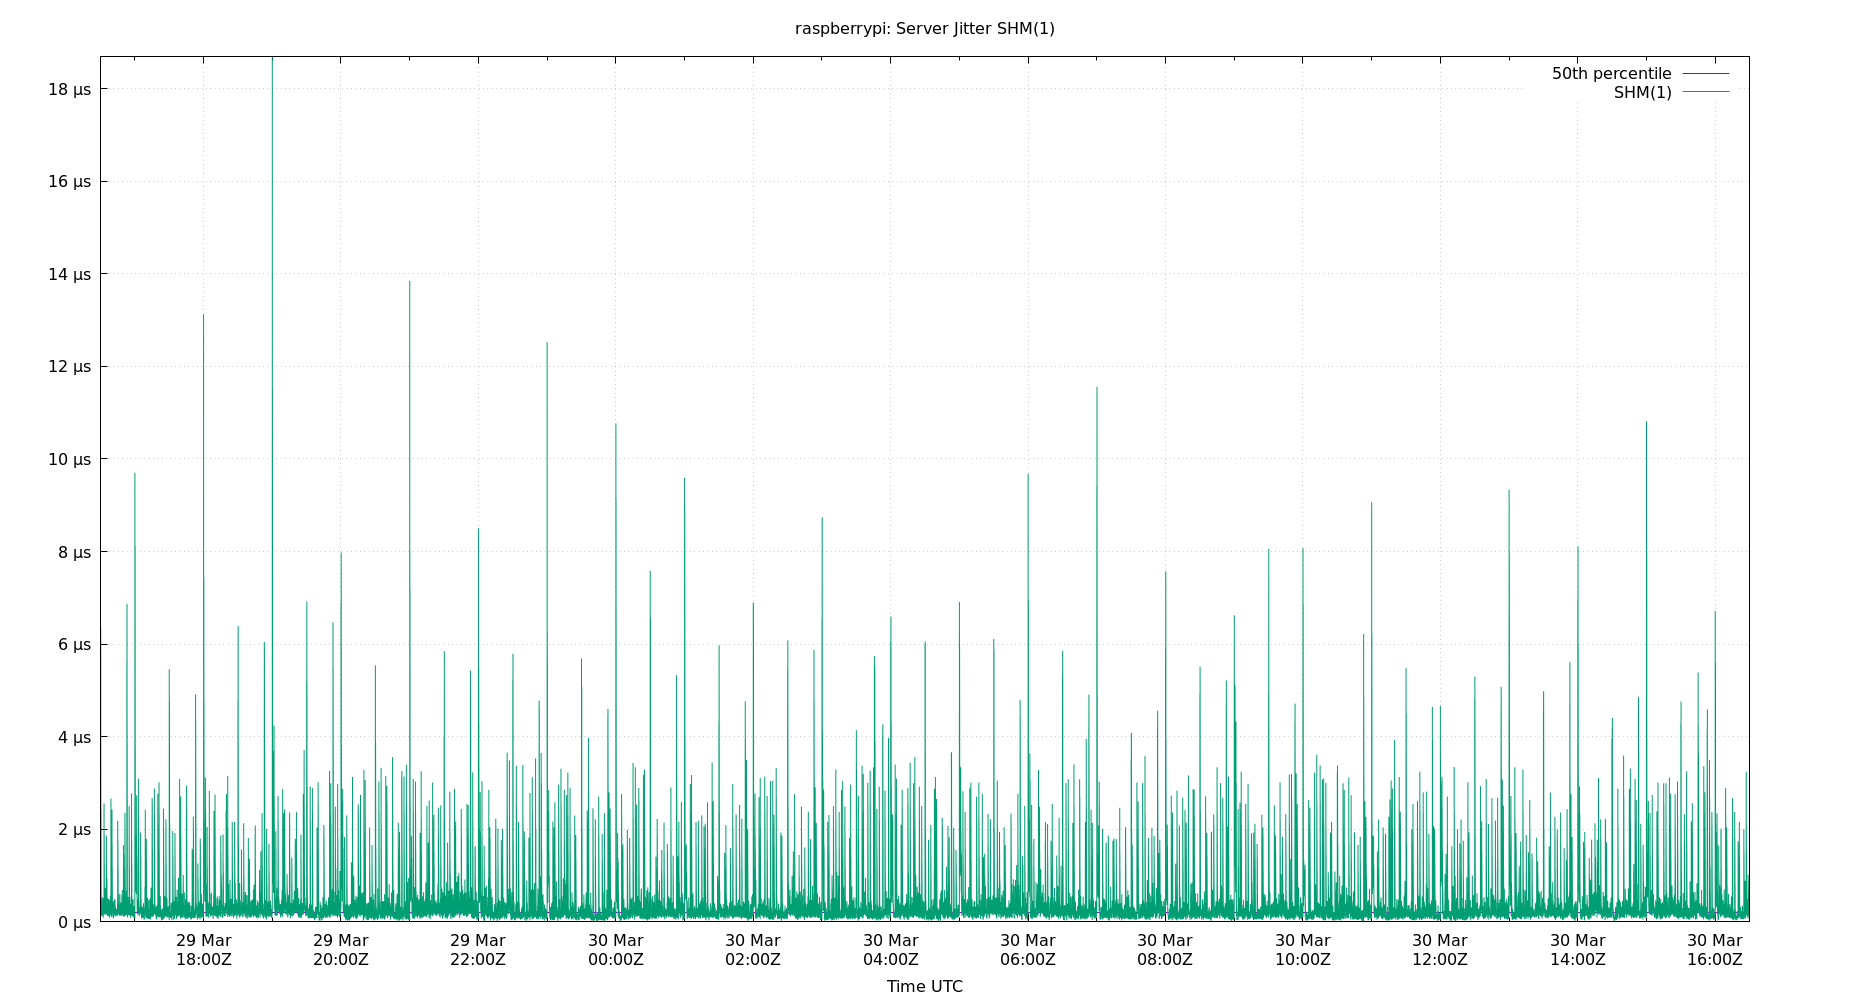 raspberrypi: Server Jitter SHM(1)
50th percentile
SHM(1)
18 µs
16 µs
14 µs
12 µs
10 µs
8 µs
6 µs
4 µs
2 µs
0 µs
29 Mar 29 Mar 29 Mar 30 Mar 30 Mar 30 Mar 30 Mar 30 Mar 30 Mar 30 Mar 30 Mar 30 Mar
18:00Z 20:00Z 22:00Z 00:00Z 02:00Z 04:00Z 06:00Z 08:00Z 10:00Z 12:00Z 14:00Z 16:00Z
Time UTC